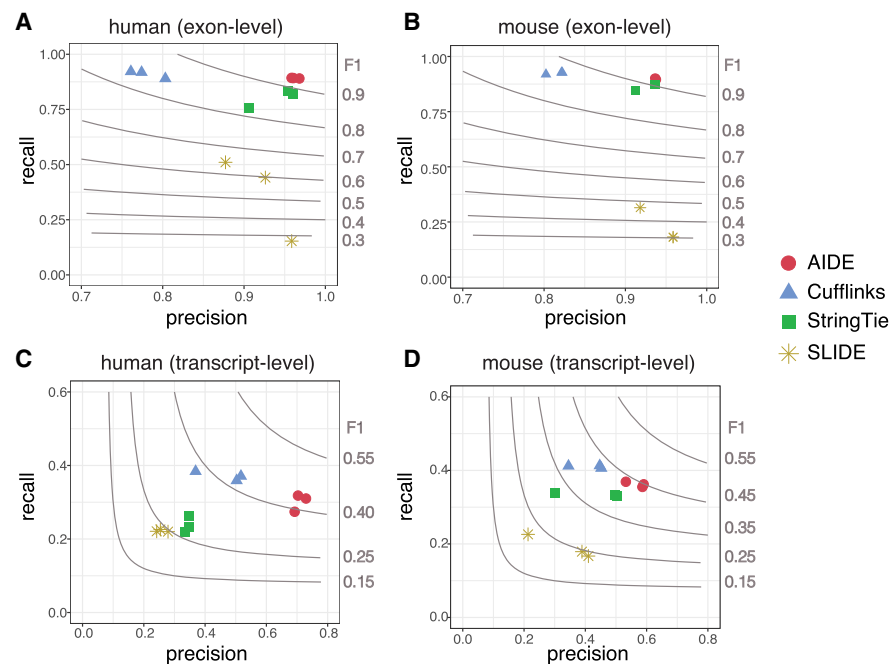 A
human (exon-level)
1.00
0.75
0.50
0.25
0.00
recall
0.7
0.8
0.9
1.0
precision
F1
0.9
0.8
0.7
0.6
0.5
0.4
0.3
B
mouse (exon-level)
1.00
0.75
0.50
0.25
0.00
recall
0.7
0.8
0.9
1.0
precision
F1
0.9
0.8
0.7
0.6
0.5
0.4
0.3
AIDE
Cufflinks
StringTie
SLIDE
C
human (transcript-level)
0.6
0.4
0.2
0.0
recall
0.0
0.2
0.4
0.6
0.8
precision
F1
0.55
0.40
0.25
0.15
D
mouse (transcript-level)
0.6
0.4
0.2
0.0
recall
0.0
0.2
0.4
0.6
0.8
precision
F1
0.55
0.45
0.35
0.25
0.15